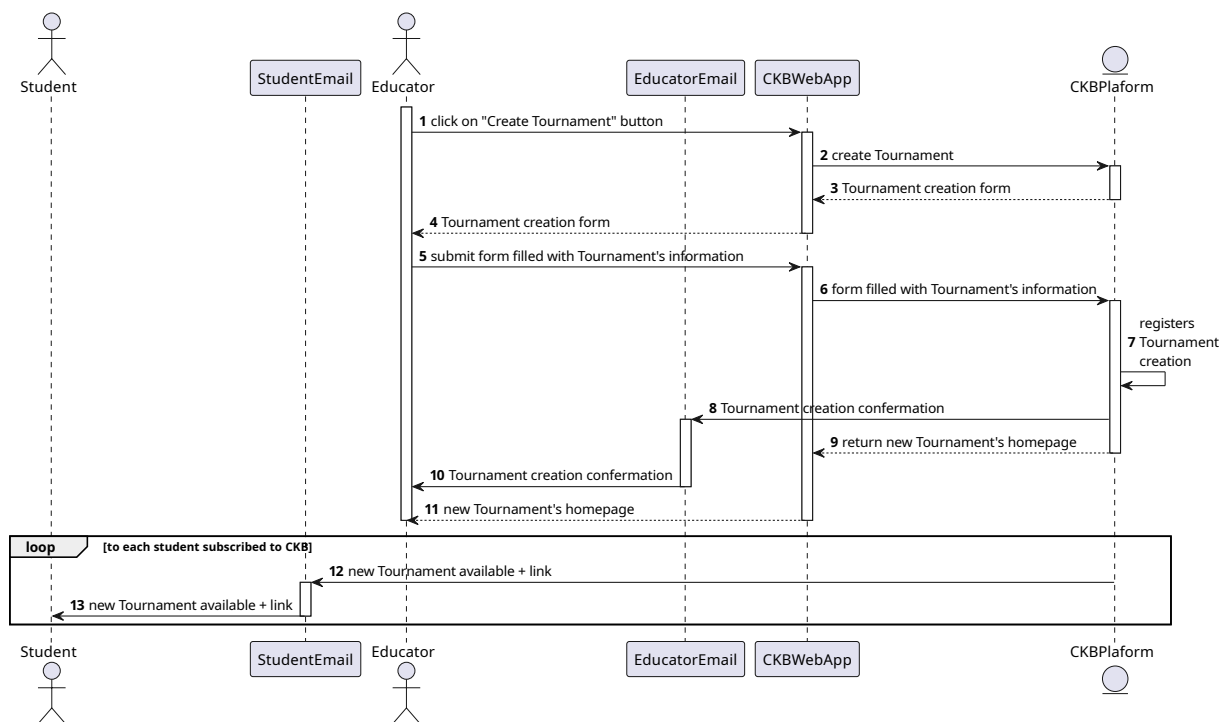 Student
StudentEmail
Educator
EducatorEmail
CKBWebApp
CKBPlaform
1 click on "Create Tournament" button
2 create Tournament
3 Tournament creation form
4 Tournament creation form
5 submit form filled with Tournament's information
6 form filled with Tournament's information
registers
7 Tournament
creation
8 Tournament creation confermation
9 return new Tournament's homepage
10 Tournament creation confermation
11 new Tournament's homepage
loop [to each student subscribed to CKB]
12 new Tournament available + link
13 new Tournament available + link
Student
StudentEmail
Educator
EducatorEmail
CKBWebApp
CKBPlaform